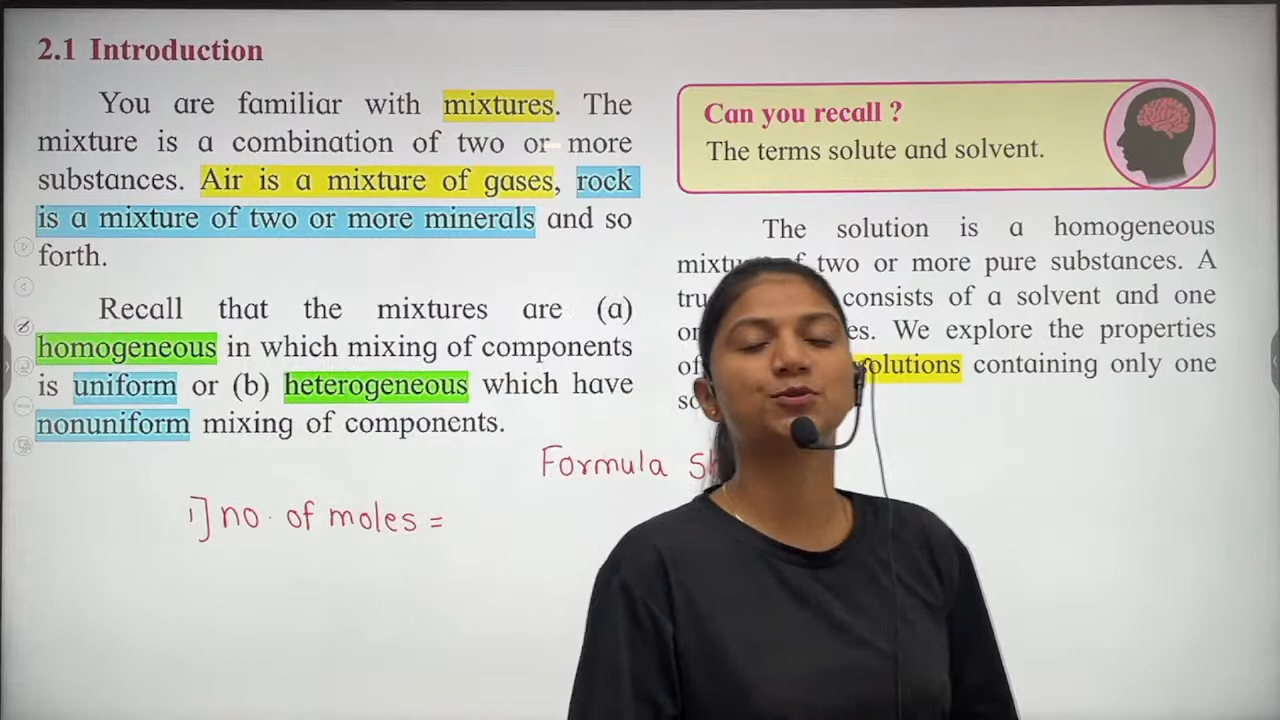 2.1 Introduction
You are familiar with mixtures. The
mixture is a combination of two or more
substances. Air is a mixture of gases, rock
is a mixture of two or more minerals and so
forth.
Recall that the mixtures are (a)
homogeneous in which mixing of components
is uniform or (b) heterogeneous which have
nonuniform mixing of components.
Can you recall ?
The terms solute and solvent.
The solution is a homogeneous
two or more pure substances. A
consists of a solvent and one
We explore the properties
containing only one
Formula
1] no. of moles =